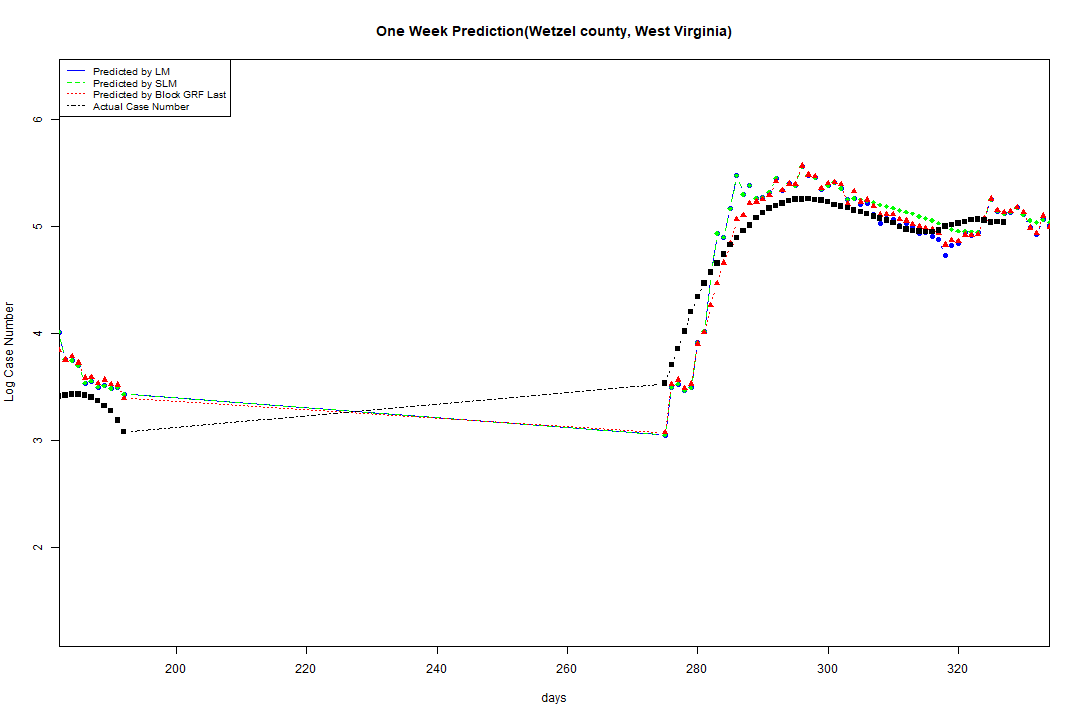 One Week Prediction(Wetzel county, West Virginia)
Predicted by LM
Predicted by SLM
Predicted by Block GRF Last
Actual Case Number
Log Case Number
6
5
4
3
2
200
220
240
260
280
300
320
days